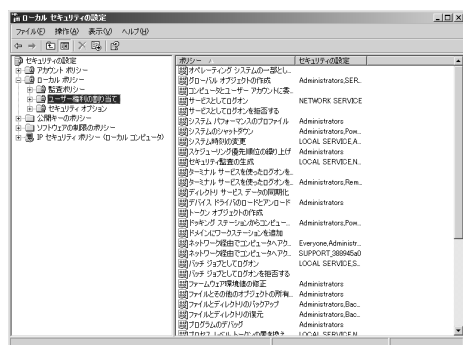 ローカル セキュリティの設定
ファイル(F) 操作(A) 表示(V) ヘルプ(H)
セキュリティの設定
アカウント ポリシー
ローカル ポリシー
監査ポリシー
ユーザー権利の割り当て
セキュリティ オプション
公開キーのポリシー
ソフトウェアの制限のポリシー
IP セキュリティ ポリシー (ローカル コンピュータ)
ポリシー セキュリティの設定
オペレーティング システムの一部とし...
グローバル オブジェクトの作成 Administrators,SER...
コンピュータとユーザー アカウントに委...
サービスとしてログオン NETWORK SERVICE
サービスとしてログオンを拒否する
システム パフォーマンスのプロファイル Administrators
システムのシャットダウン Administrators,Pow...
システム時刻の変更 LOCAL SERVICE,A...
スケジューリング優先順位の繰り上げ Administrators
セキュリティ監査の生成 LOCAL SERVICE,N...
ターミナル サービスを使ったログオンを...
ターミナル サービスを使ったログオンを... Administrators,Rem...
ディレクトリ サービス データの同期化
デバイス ドライバのロードとアンロード Administrators
トークン オブジェクトの作成
ドッキング ステーションからコンピュー... Administrators,Pow...
ドメインにワークステーションを追加
ネットワーク経由でコンピュータへアク... Everyone,Administr...
ネットワーク経由でコンピュータへアク... SUPPORT_388945a0
バッチ ジョブとしてログオン LOCAL SERVICE,S...
バッチ ジョブとしてログオンを拒否する
ファームウェア環境値の修正 Administrators
ファイルとその他のオブジェクトの所有... Administrators
ファイルとディレクトリのバックアップ Administrators,Bac...
ファイルとディレクトリの復元 Administrators,Bac...
プログラムのデバッグ Administrators
プロセス レベル トークンの置き換え LOCAL SERVICE,N...